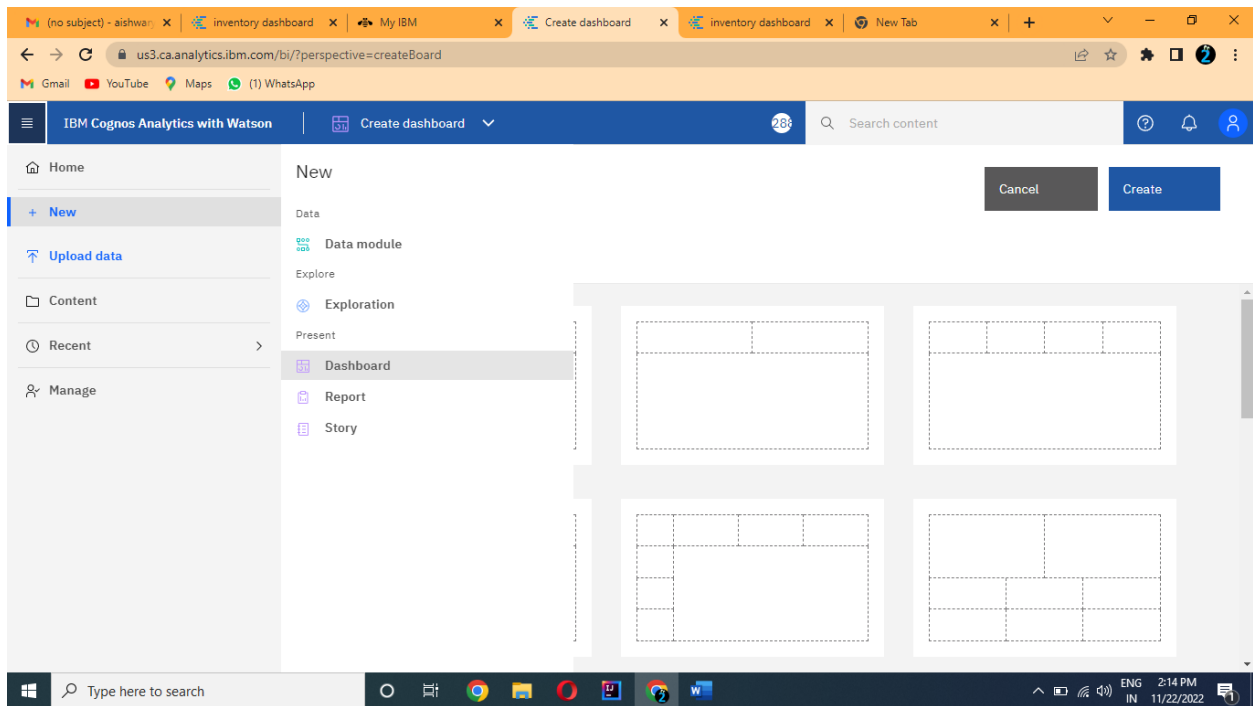 (no subject) - aishwary
inventory dashboard
My IBM
Create dashboard
inventory dashboard
New Tab
us3.ca.analytics.ibm.com/bi/?perspective=createBoard
Gmail
YouTube
Maps
(1) WhatsApp
IBM Cognos Analytics with Watson
Create dashboard
288
Search content
Home
New
Upload data
Content
Recent
Manage
New
Data
Data module
Explore
Exploration
Present
Dashboard
Report
Story
Cancel
Create
Type here to search
ENG
IN
2:14 PM
11/22/2022